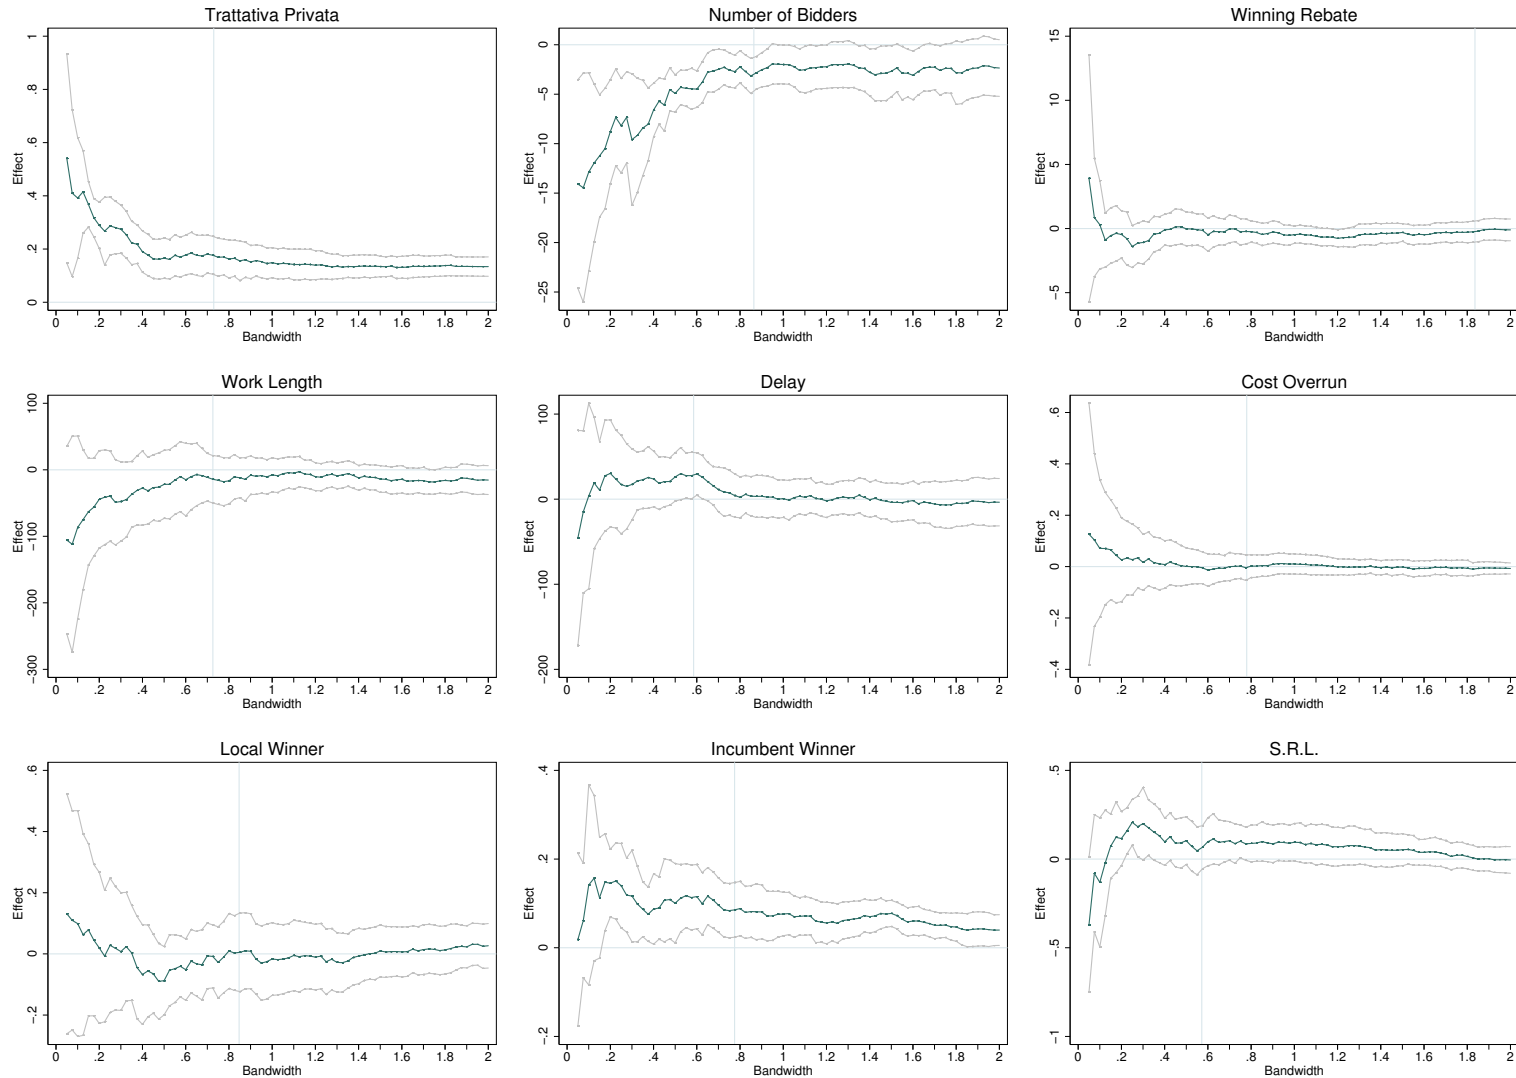 Trattativa Privata
Number of Bidders
Winning Rebate
1
.8
.6
.4
.2
0
Effect
0 .2 .4 .6 .8 1 1.2 1.4 1.6 1.8 2
Bandwidth
0
−5
−10
−15
−20
−25
Effect
0 .2 .4 .6 .8 1 1.2 1.4 1.6 1.8 2
Bandwidth
15
10
5
0
−5
Effect
0 .2 .4 .6 .8 1 1.2 1.4 1.6 1.8 2
Bandwidth
Work Length
Delay
Cost Overrun
100
0
−100
−200
−300
Effect
0 .2 .4 .6 .8 1 1.2 1.4 1.6 1.8 2
Bandwidth
100
0
−100
−200
Effect
0 .2 .4 .6 .8 1 1.2 1.4 1.6 1.8 2
Bandwidth
.6
.4
.2
0
−.2
−.4
Effect
0 .2 .4 .6 .8 1 1.2 1.4 1.6 1.8 2
Bandwidth
Local Winner
Incumbent Winner
S.R.L.
.6
.4
.2
0
−.2
Effect
0 .2 .4 .6 .8 1 1.2 1.4 1.6 1.8 2
Bandwidth
.4
.2
0
−.2
Effect
0 .2 .4 .6 .8 1 1.2 1.4 1.6 1.8 2
Bandwidth
.5
0
−.5
−1
Effect
0 .2 .4 .6 .8 1 1.2 1.4 1.6 1.8 2
Bandwidth